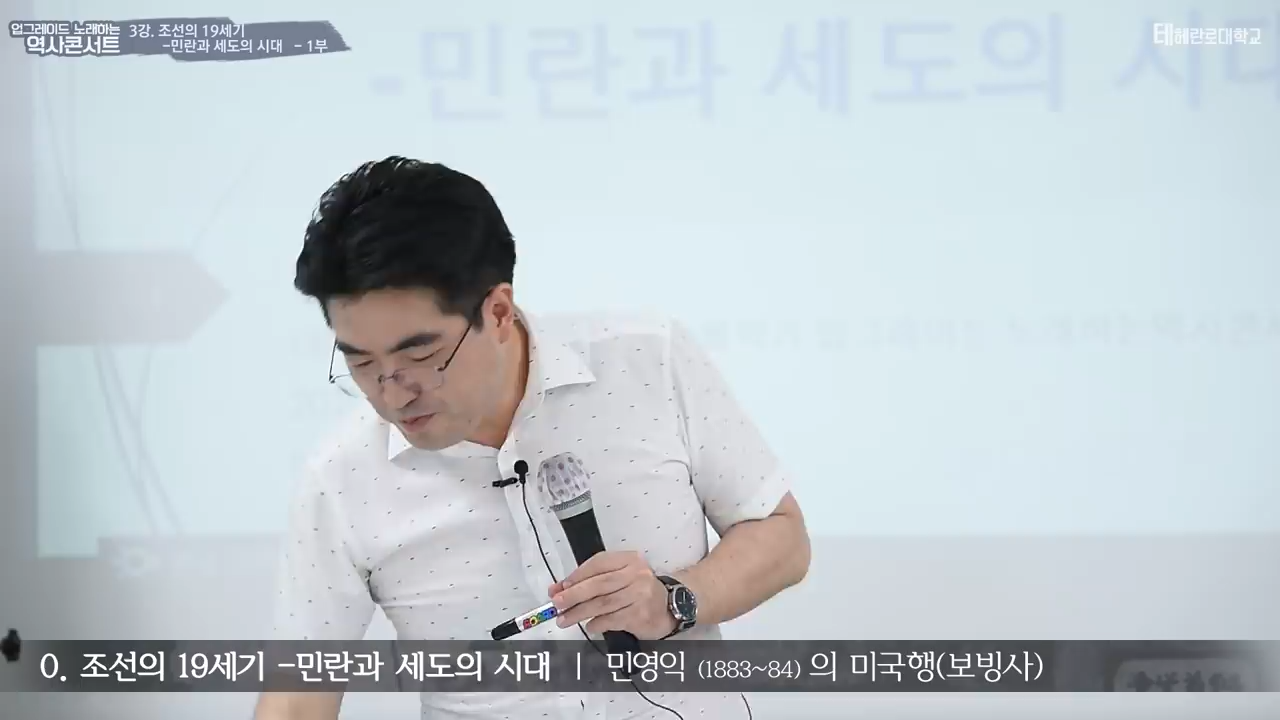 업그레이드 노래하는
역사콘서트
3강. 조선의 19세기
-민란과 세도의 시대 - 1부
테헤란로대학교
-민란과 세도의 시대
0. 조선의 19세기 -민란과 세도의 시대 | 민영익 (1883~84) 의 미국행(보빙사)